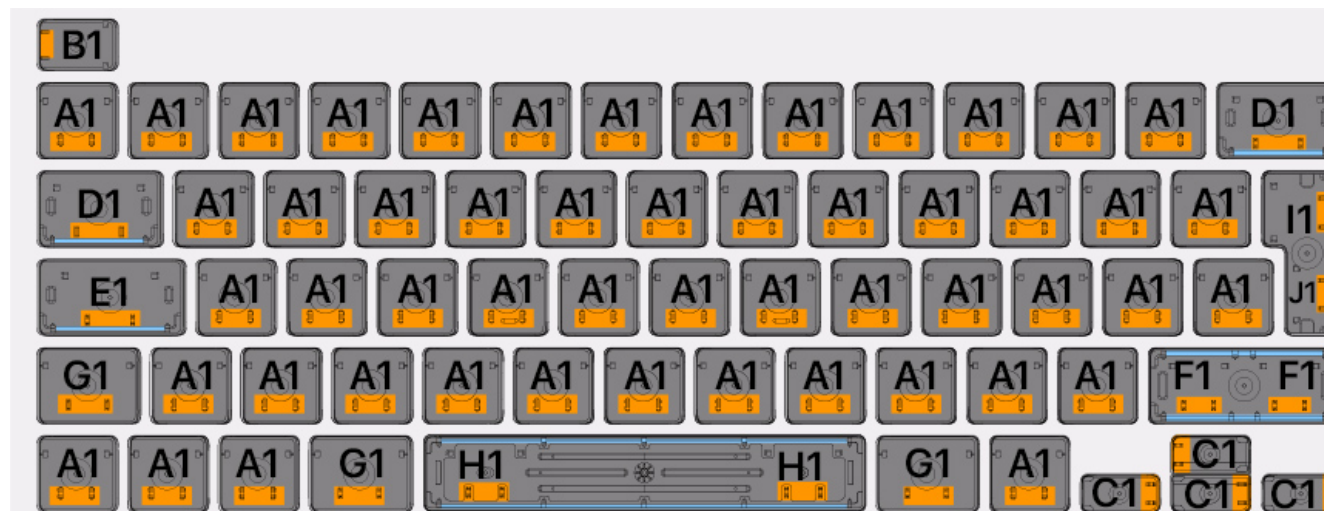 B1
A1 A1 A1 A1 A1 A1 A1 A1 A1 A1 A1 A1 A1 D1
D1 A1 A1 A1 A1 A1 A1 A1 A1 A1 A1 A1 A1 I1
E1 A1 A1 A1 A1 A1 A1 A1 A1 A1 A1 A1 A1 J1
G1 A1 A1 A1 A1 A1 A1 A1 A1 A1 A1 A1 F1 F1
A1 A1 A1 G1 H1 H1 G1 A1 C1
C1 C1 C1